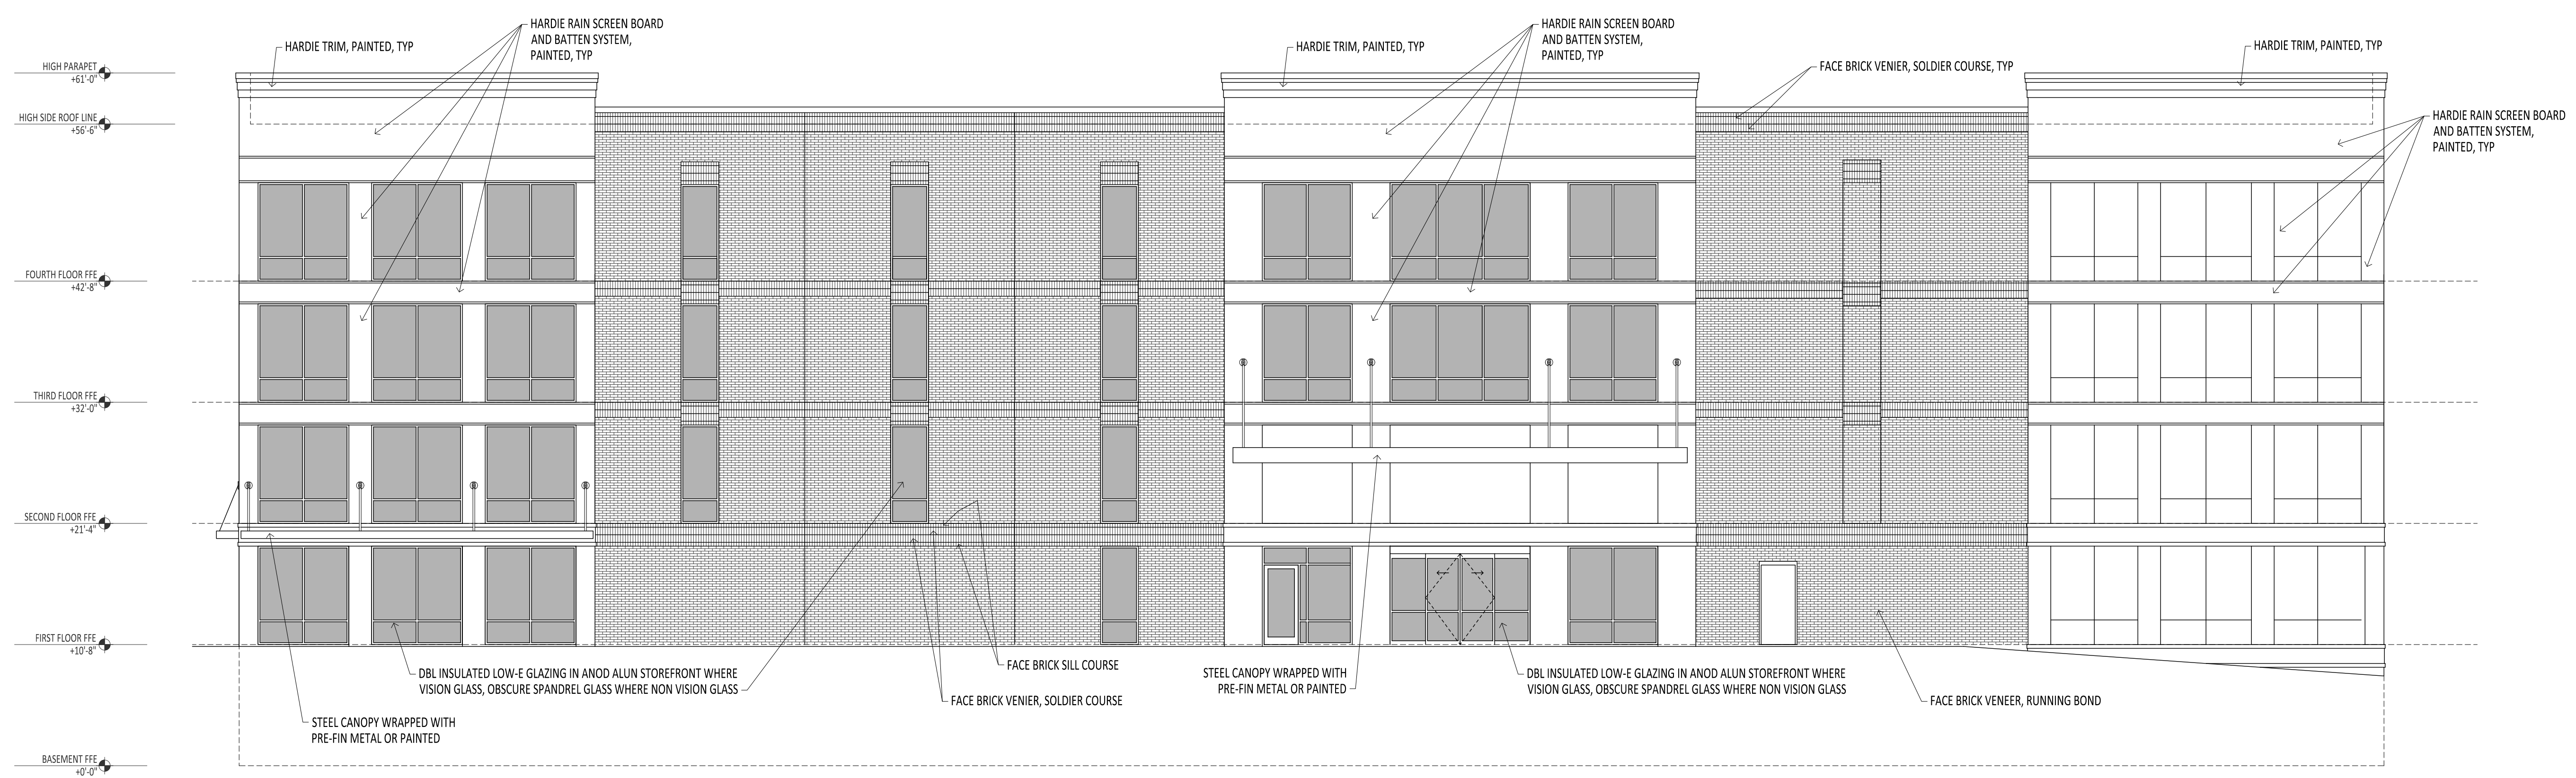 HARDIE TRIM, PAINTED, TYP
HARDIE RAIN SCREEN BOARD
AND BATTEN SYSTEM,
PAINTED, TYP
HARDIE TRIM, PAINTED, TYP
HARDIE RAIN SCREEN BOARD
AND BATTEN SYSTEM,
PAINTED, TYP
FACE BRICK VENIER, SOLDIER COURSE, TYP
HARDIE TRIM, PAINTED, TYP
HARDIE RAIN SCREEN BOARD
AND BATTEN SYSTEM,
PAINTED, TYP
HIGH PARAPET
+61'-0"
HIGH SIDE ROOF LINE
+56'-6"
FOURTH FLOOR FFE
+42'-8"
THIRD FLOOR FFE
+32'-0"
SECOND FLOOR FFE
+21'-4"
FIRST FLOOR FFE
+10'-8"
BASEMENT FFE
+0'-0"
STEEL CANOPY WRAPPED WITH
PRE-FIN METAL OR PAINTED
DBL INSULATED LOW-E GLAZING IN ANOD ALUN STOREFRONT WHERE
VISION GLASS, OBSCURE SPANDREL GLASS WHERE NON VISION GLASS
FACE BRICK SILL COURSE
FACE BRICK VENIER, SOLDIER COURSE
STEEL CANOPY WRAPPED WITH
PRE-FIN METAL OR PAINTED
DBL INSULATED LOW-E GLAZING IN ANOD ALUN STOREFRONT WHERE
VISION GLASS, OBSCURE SPANDREL GLASS WHERE NON VISION GLASS
FACE BRICK VENEER, RUNNING BOND